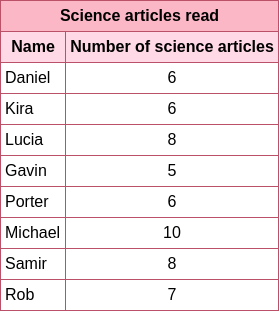 Science articles read
Name Number of science articles
Daniel 6
Kira 6
Lucia 8
Gavin 5
Porter 6
Michael 10
Samir 8
Rob 7